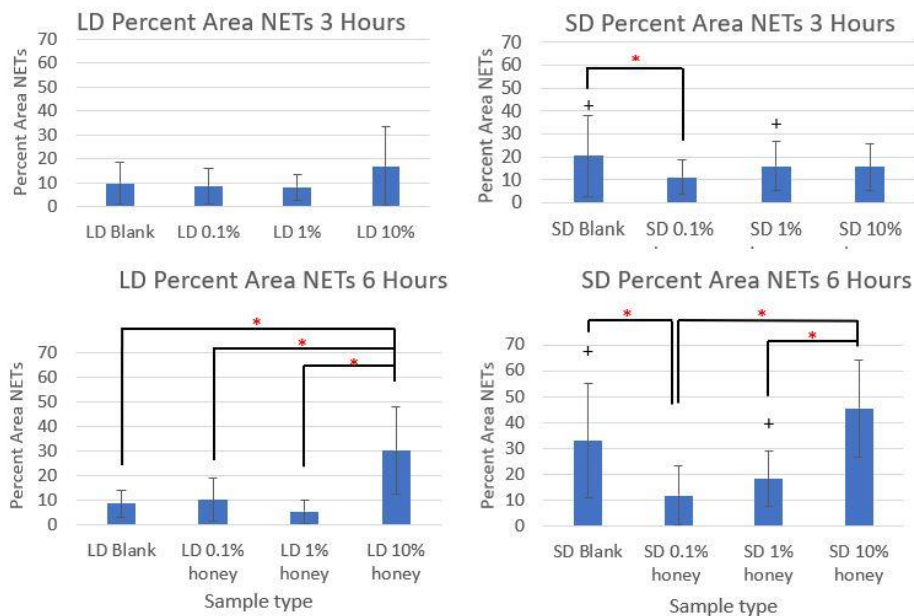 LD Percent Area NETs 3 Hours
Percent Area NETs
70
60
50
40
30
20
10
0
LD Blank LD 0.1% LD 1% LD 10%
SD Percent Area NETs 3 Hours
Percent Area NETs
70
60
50
40
30
20
10
0
*
+
+
SD Blank SD 0.1% SD 1% SD 10%
LD Percent Area NETs 6 Hours
Percent Area NETs
70
60
50
40
30
20
10
0
*
*
*
LD Blank LD 0.1% LD 1% LD 10%
honey honey honey
Sample type
SD Percent Area NETs 6 Hours
Percent Area NETs
70
60
50
40
30
20
10
0
* *
*
+
+
SD Blank SD 0.1% SD 1% SD 10%
honey honey honey
Sample type